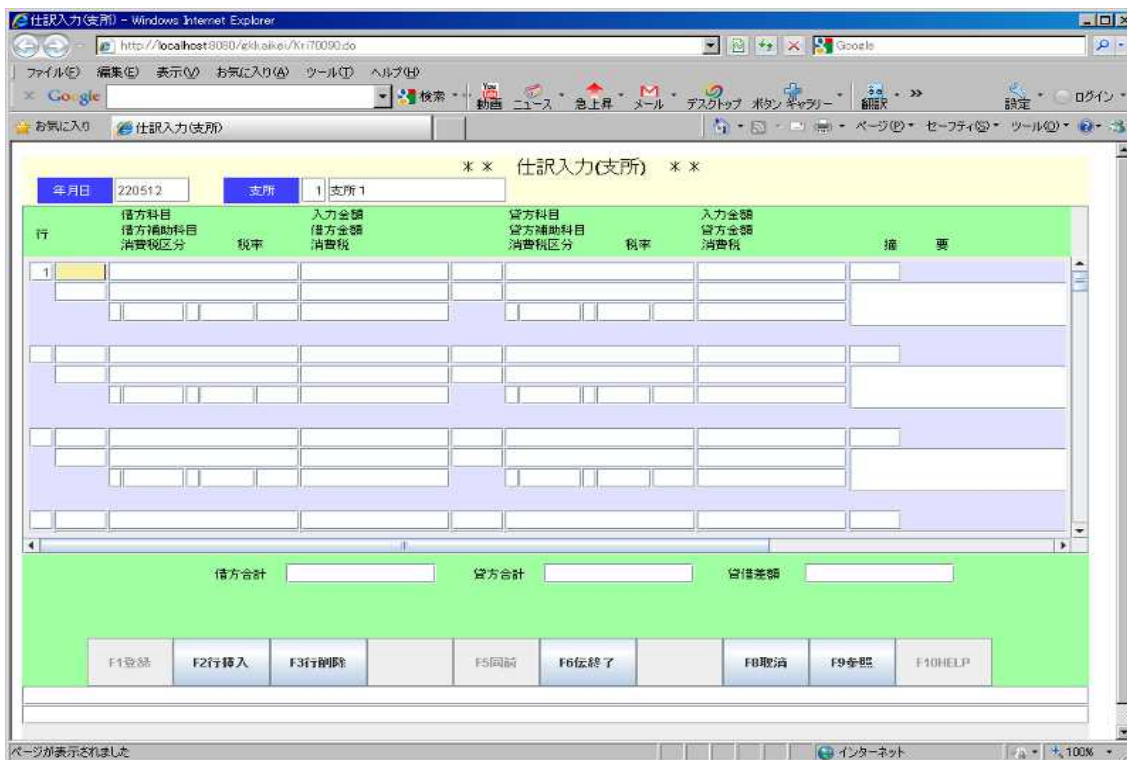 仕訳入力(支所) - Windows Internet Explorer
http://localhost:8080/gkkaikei/Kri70090.do
Google
ファイル(F) 編集(E) 表示(V) お気に入り(A) ツール(T) ヘルプ(H)
× Google 検索 You 動画 ニュース 急上昇 メール デスクトップ ボタン ギャラリー 翻訳 » 設定 ログイン
お気に入り 仕訳入力(支所) ページ(P) セーフティ(S) ツール(O)
** 仕訳入力(支所) **
年月日 220512 支所 1 支所1
借方科目 入力金額 貸方科目 入力金額
行 借方補助科目 借方金額 貸方補助科目 貸方金額
消費税区分 税率 消費税 消費税区分 税率 消費税 摘 要
1
借方合計 貸方合計 貸借差額
F1登録 F2行挿入 F3行削除 F5同前 F6伝終了 F8取消 F9参照 F10HELP
ページが表示されました インターネット 100%